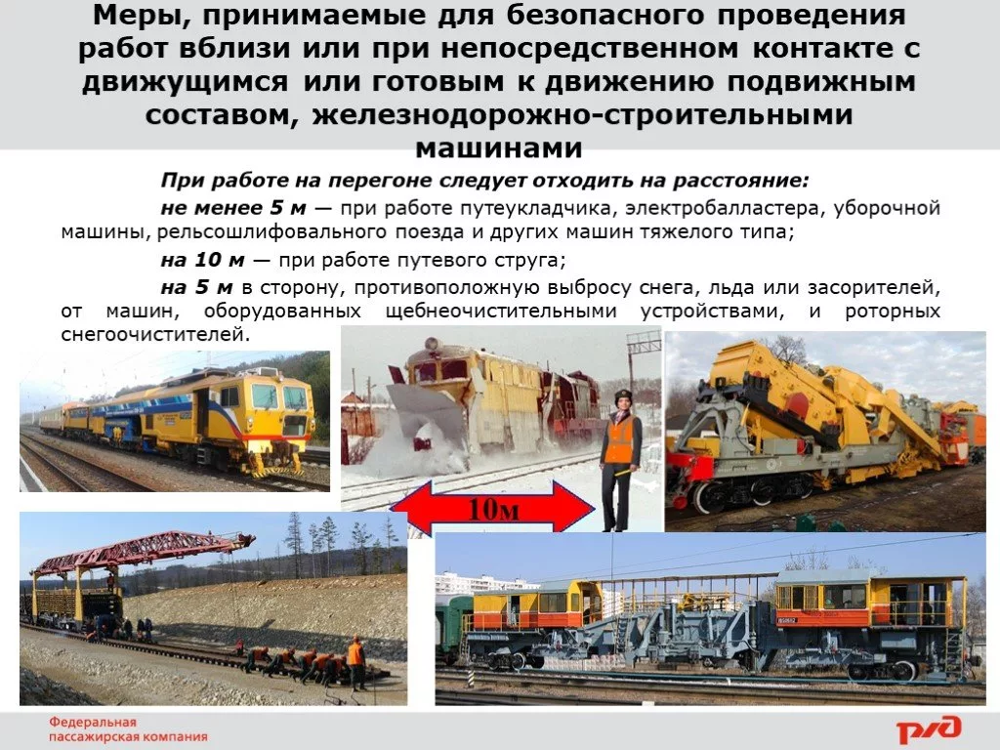 Меры, принимаемые для безопасного проведения
работ вблизи или при непосредственном контакте с
движущимся или готовым к движению подвижным
составом, железнодорожно-строительными
машинами
При работе на перегоне следует отходить на расстояние:
не менее 5 м — при работе путеукладчика, электробалластера, уборочной
машины, рельсошлифовального поезда и других машин тяжелого типа;
на 10 м — при работе путевого струга;
на 5 м в сторону, противоположную выбросу снега, льда или засорителей,
от машин, оборудованных щебнеочистительными устройствами, и роторных
снегоочистителей.
10м
Федеральная
пассажирская компания
РЖД